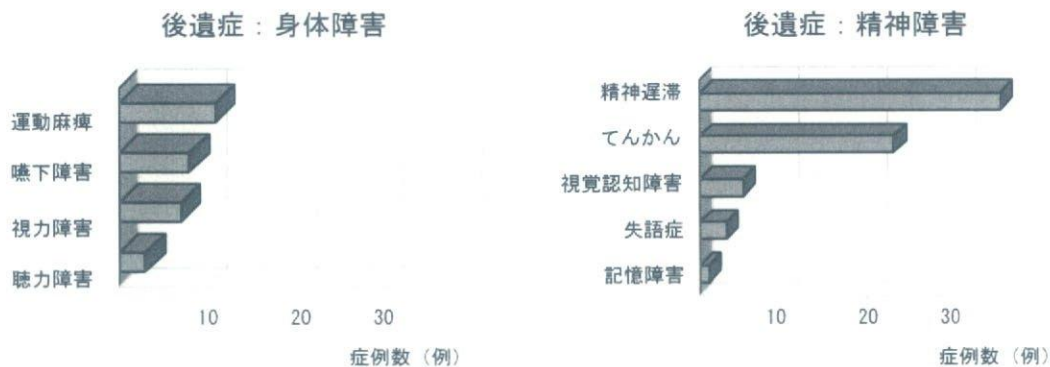 後遺症：身体障害
運動麻痺
嚥下障害
視力障害
聴力障害
10 20 30
症例数（例）
後遺症：精神障害
精神遅滞
てんかん
視覚認知障害
失語症
記憶障害
10 20 30
症例数（例）